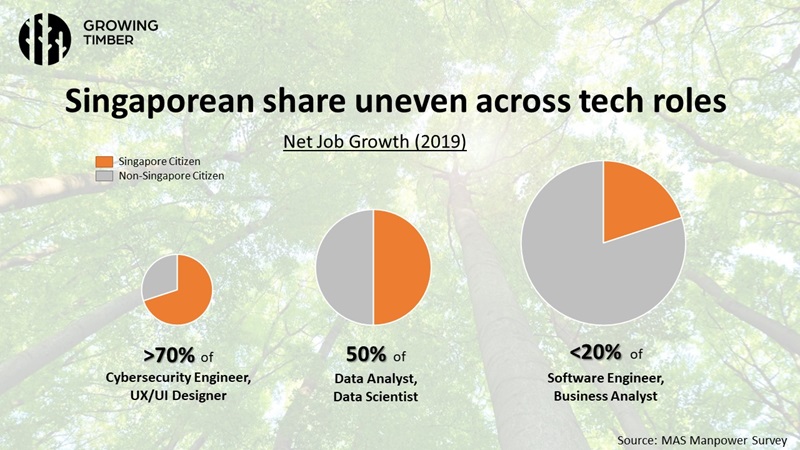 GROWING
TIMBER
Singaporean share uneven across tech roles
Net Job Growth (2019)
Singapore Citizen
Non-Singapore Citizen
>70% of
Cybersecurity Engineer,
UX/UI Designer
50% of
Data Analyst,
Data Scientist
<20% of
Software Engineer,
Business Analyst
Source: MAS Manpower Survey